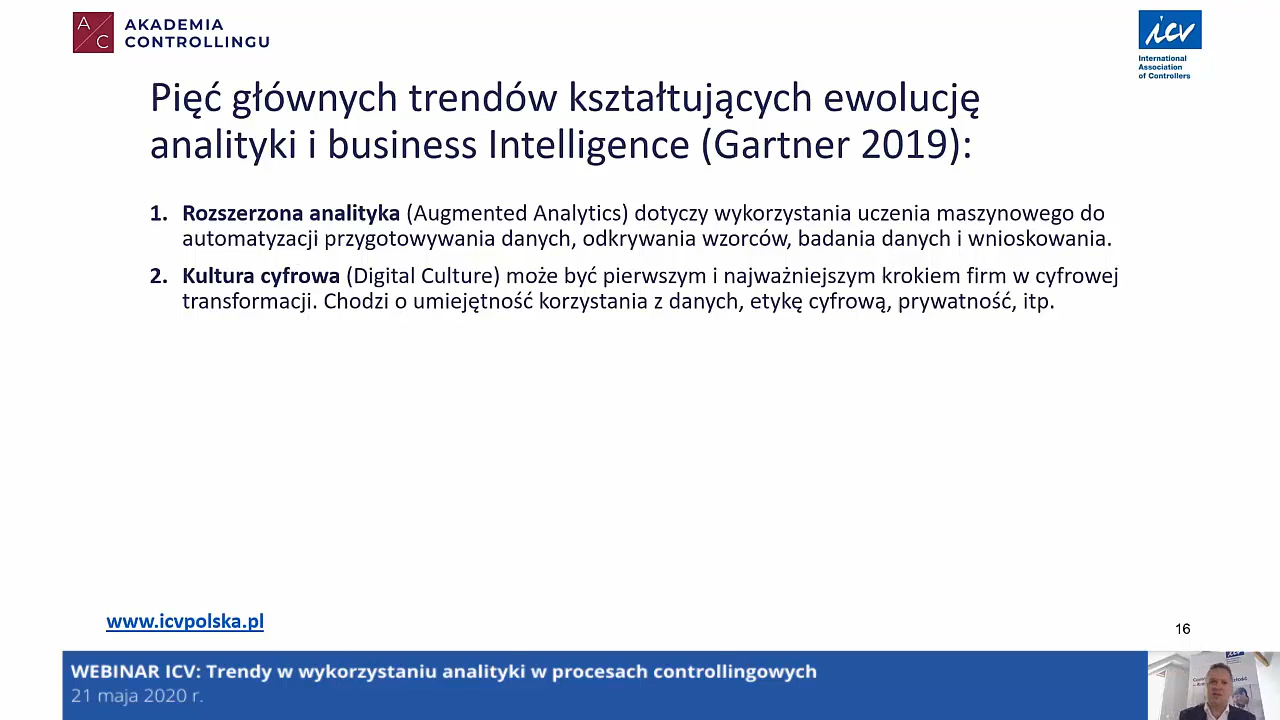 AKADEMIA
CONTROLLINGU
icv
International
Association
of Controllers
Pięć głównych trendów kształtujących ewolucję
analityki i business Intelligence (Gartner 2019):
1. Rozszerzona analityka (Augmented Analytics) dotyczy wykorzystania uczenia maszynowego do
automatyzacji przygotowywania danych, odkrywania wzorców, badania danych i wnioskowania.
2. Kultura cyfrowa (Digital Culture) może być pierwszym i najważniejszym krokiem firm w cyfrowej
transformacji. Chodzi o umiejętność korzystania z danych, etykę cyfrową, prywatność, itp.
www.icvpolska.pl
16
WEBINAR ICV: Trendy w wykorzystaniu analityki w procesach controllingowych
21 maja 2020 r.